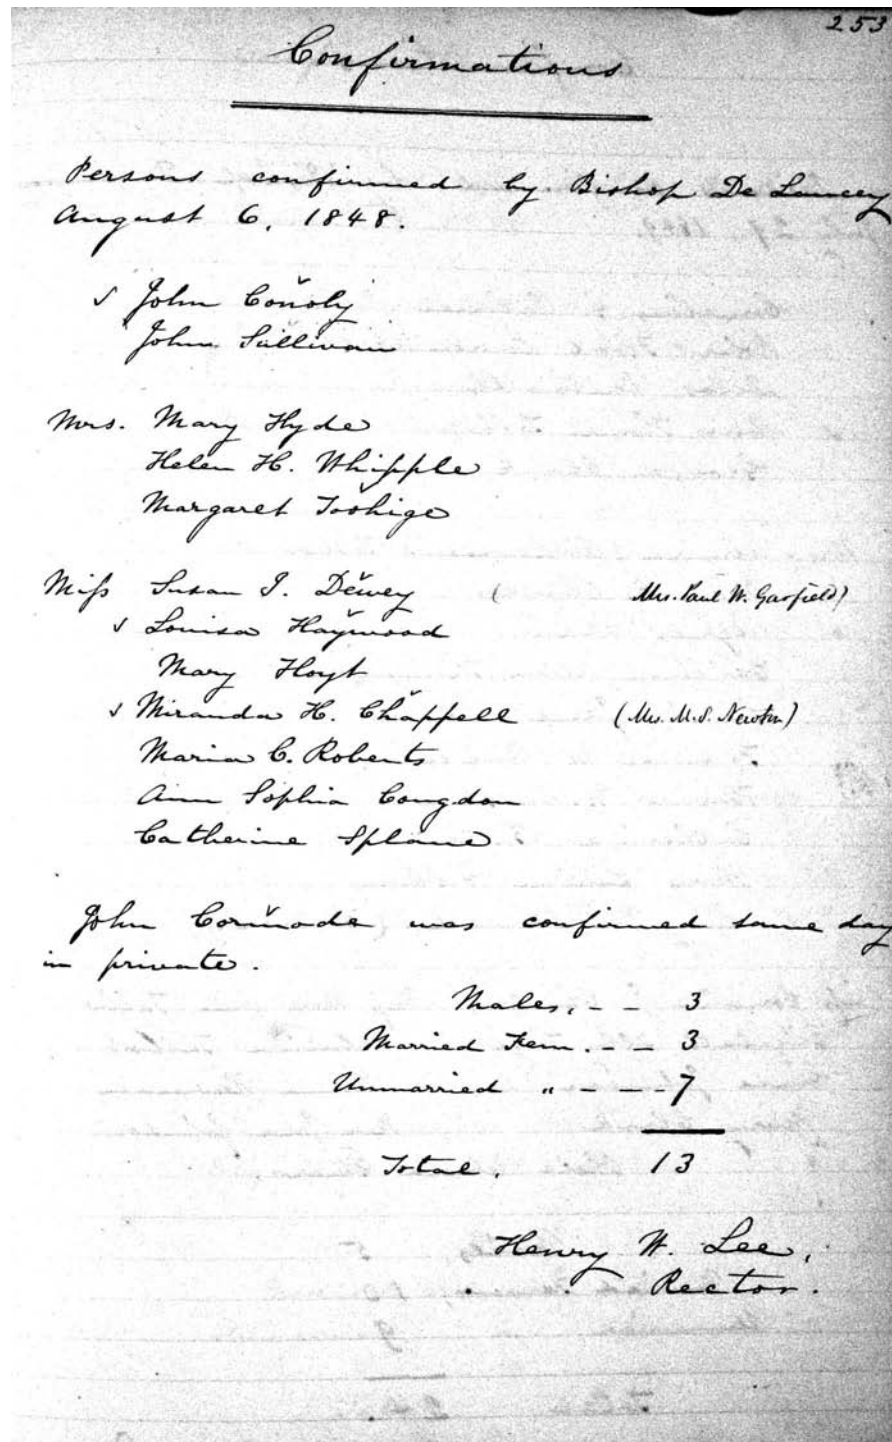 253
Confirmations
Persons confirmed by Bishop De Lancey
August 6, 1848.
✓ John Conoly
John Sullivan
Mrs. Mary Hyde
Helen H. Whipple
Margaret Toohige
Miss Susan I. Dewey ( Mrs. Paul W. Garfield)
✓ Louisa Haywood
Mary Hoyt
✓ Miranda H. Chappell (Mrs. M. S. Newton)
Maria C. Roberts
Ann Sophia Congdon
Catherine Splane
John was confirmed same day
in private.
Males, - - 3
Married Fem. - - 3
Unmarried " - - - 7
Total, 13
Henry W. Lee,
Rector.